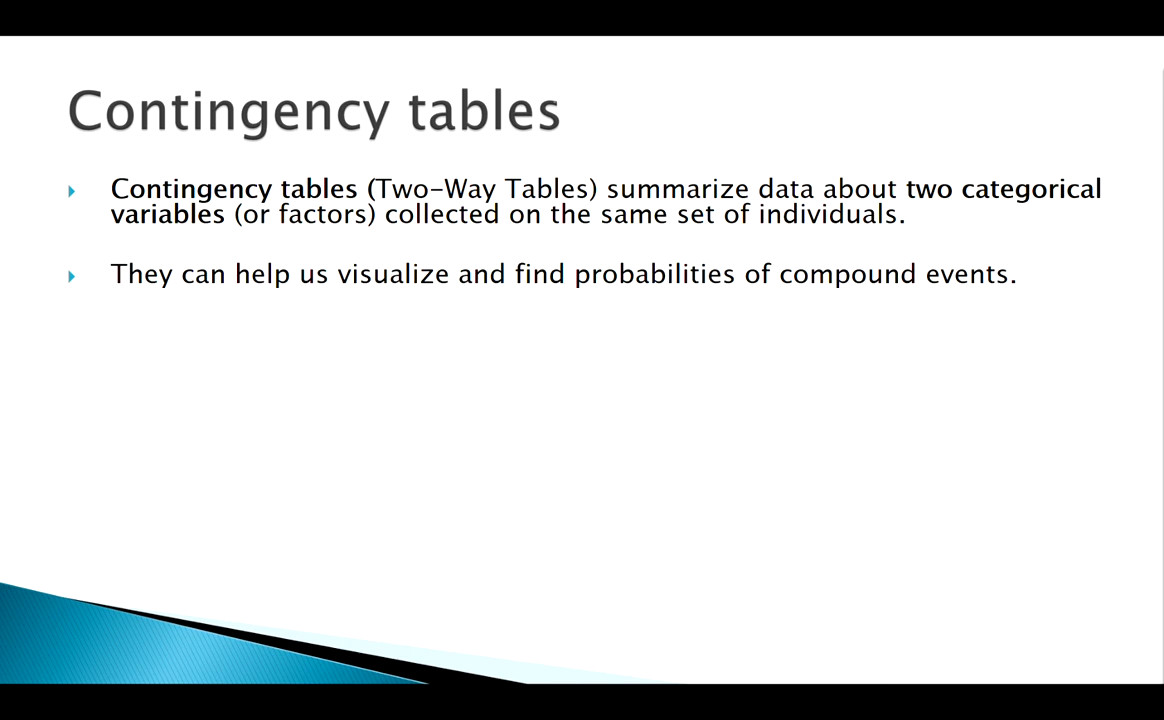 Contingency tables
Contingency tables (Two-Way Tables) summarize data about two categorical
variables (or factors) collected on the same set of individuals.
They can help us visualize and find probabilities of compound events.